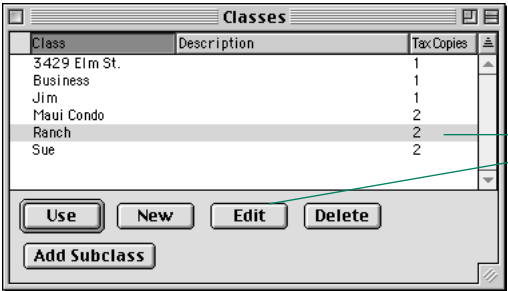 Classes
Class Description Tax Copies
3429 Elm St. 1
Business 1
Jim 1
Maui Condo 2
Ranch 2
Sue 2
Use New Edit Delete
Add Subclass